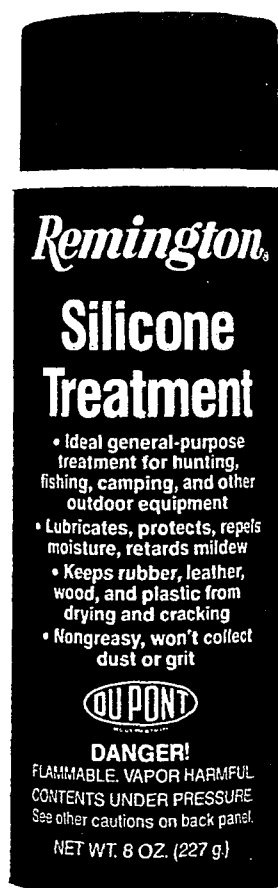 Remington®
Silicone
Treatment
• Ideal general-purpose
treatment for hunting,
fishing, camping, and other
outdoor equipment
• Lubricates, protects, repels
moisture, retards mildew
• Keeps rubber, leather,
wood, and plastic from
drying and cracking
• Nongreasy, won't collect
dust or grit
DU PONT
DANGER!
FLAMMABLE. VAPOR HARMFUL
CONTENTS UNDER PRESSURE
See other cautions on back panel.
NET WT. 8 OZ. (227 g.)